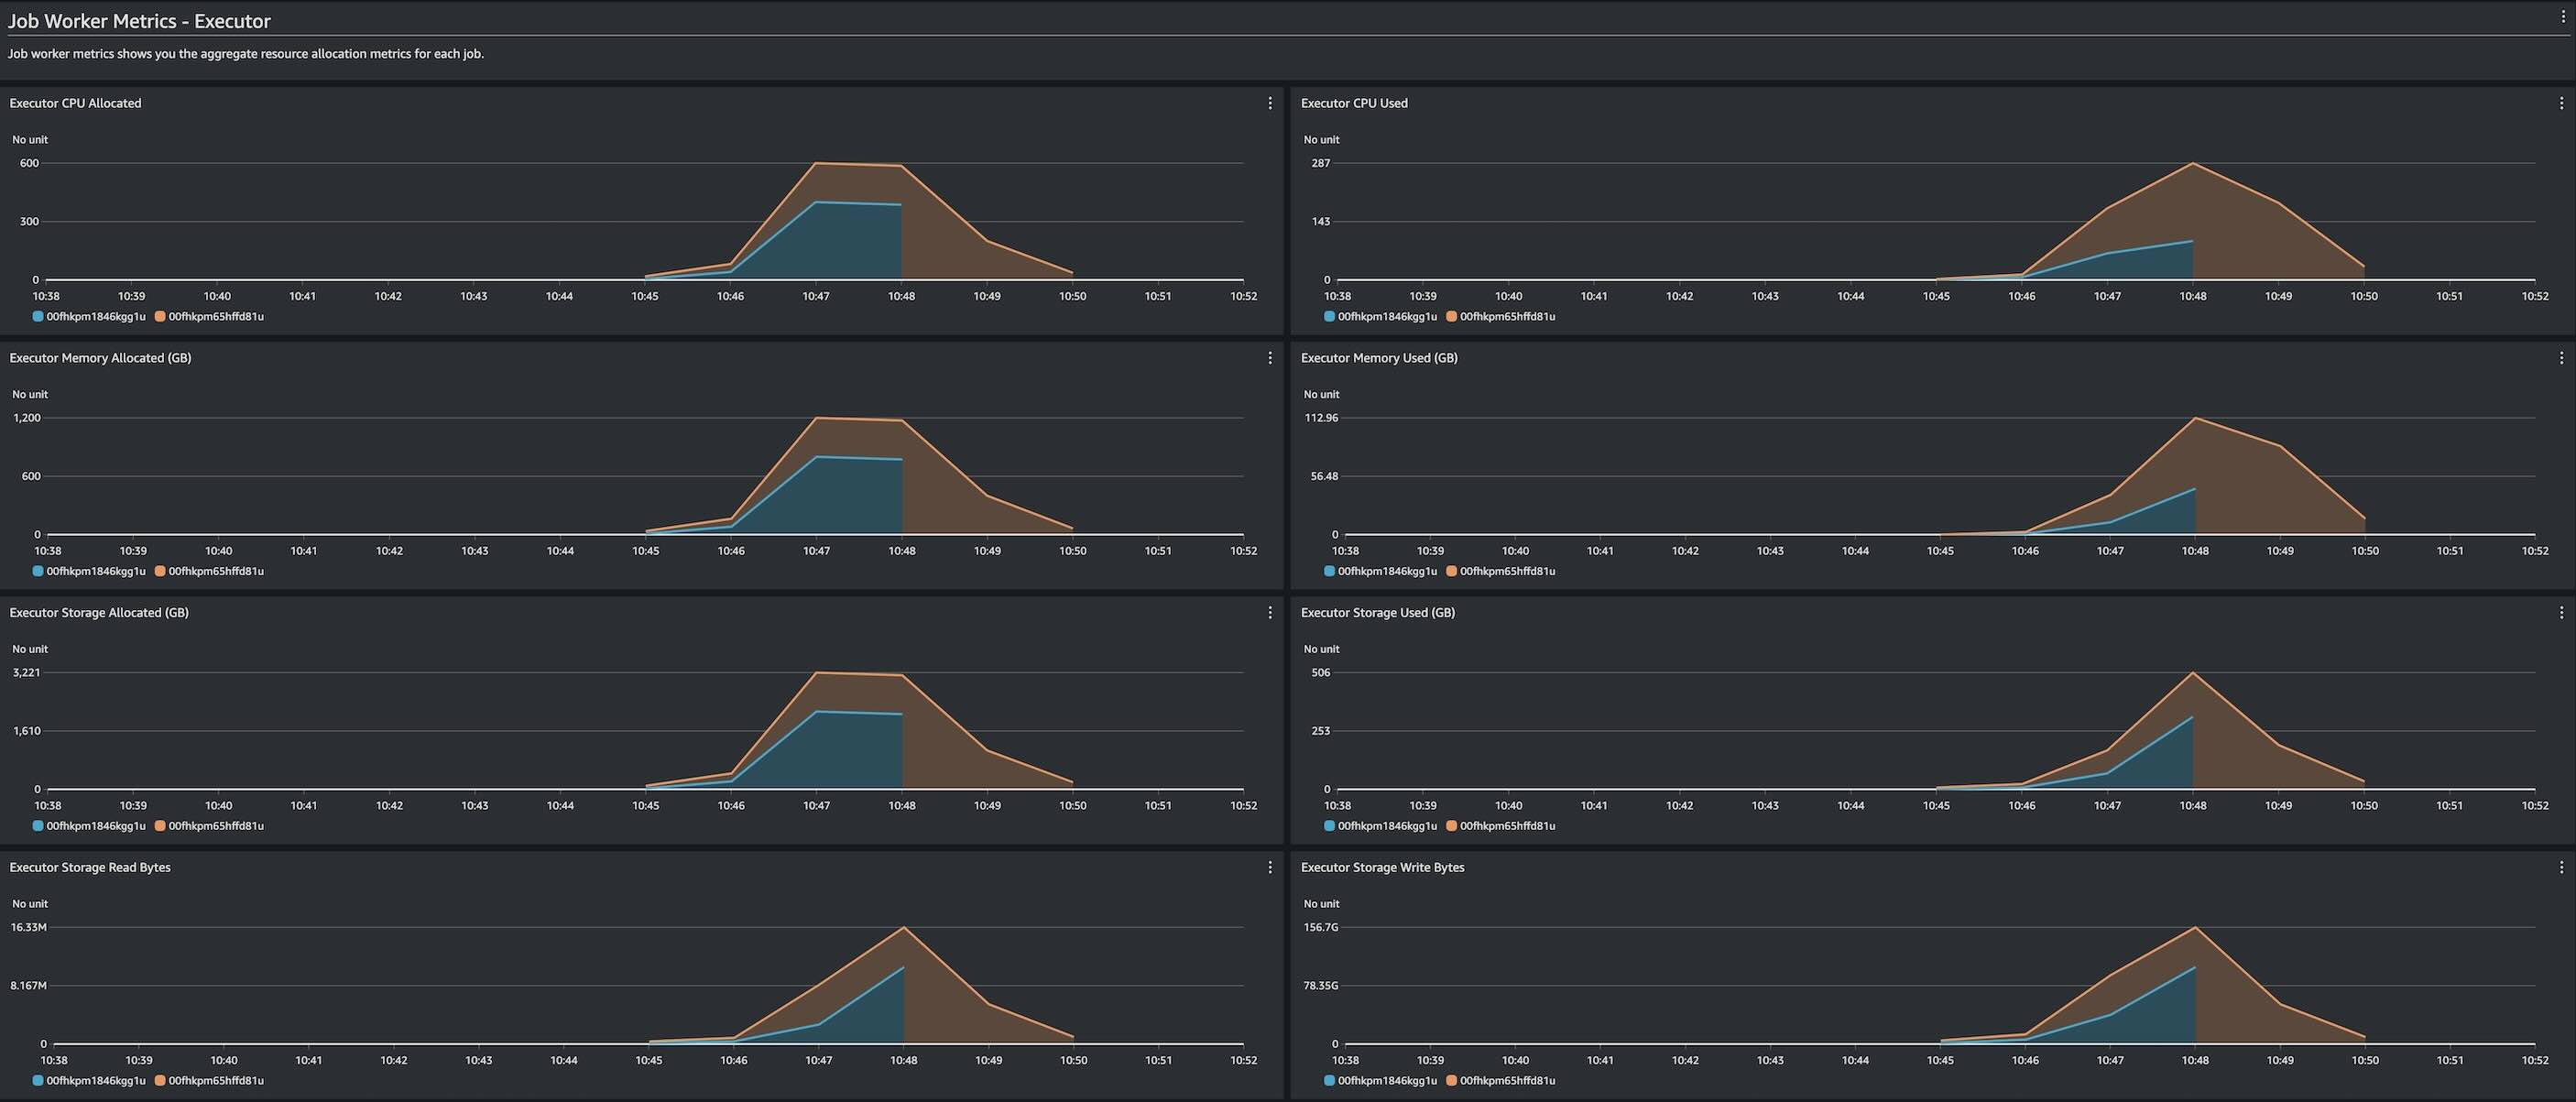 Job Worker Metrics - Executor
Job worker metrics shows you the aggregate resource allocation metrics for each job.
Executor CPU Allocated
No unit
600
300
0
10:38 10:39 10:40 10:41 10:42 10:43 10:44 10:45 10:46 10:47 10:48 10:49 10:50 10:51 10:52
00fhkpm1846kgg1u 00fhkpm65hffd81u
Executor CPU Used
No unit
287
143
0
10:38 10:39 10:40 10:41 10:42 10:43 10:44 10:45 10:46 10:47 10:48 10:49 10:50 10:51 10:52
00fhkpm1846kgg1u 00fhkpm65hffd81u
Executor Memory Allocated (GB)
No unit
1,200
600
0
10:38 10:39 10:40 10:41 10:42 10:43 10:44 10:45 10:46 10:47 10:48 10:49 10:50 10:51 10:52
00fhkpm1846kgg1u 00fhkpm65hffd81u
Executor Memory Used (GB)
No unit
112.96
56.48
0
10:38 10:39 10:40 10:41 10:42 10:43 10:44 10:45 10:46 10:47 10:48 10:49 10:50 10:51 10:52
00fhkpm1846kgg1u 00fhkpm65hffd81u
Executor Storage Allocated (GB)
No unit
3,221
1,610
0
10:38 10:39 10:40 10:41 10:42 10:43 10:44 10:45 10:46 10:47 10:48 10:49 10:50 10:51 10:52
00fhkpm1846kgg1u 00fhkpm65hffd81u
Executor Storage Used (GB)
No unit
506
253
0
10:38 10:39 10:40 10:41 10:42 10:43 10:44 10:45 10:46 10:47 10:48 10:49 10:50 10:51 10:52
00fhkpm1846kgg1u 00fhkpm65hffd81u
Executor Storage Read Bytes
No unit
16.33M
8.167M
0
10:38 10:39 10:40 10:41 10:42 10:43 10:44 10:45 10:46 10:47 10:48 10:49 10:50 10:51 10:52
00fhkpm1846kgg1u 00fhkpm65hffd81u
Executor Storage Write Bytes
No unit
156.7G
78.35G
0
10:38 10:39 10:40 10:41 10:42 10:43 10:44 10:45 10:46 10:47 10:48 10:49 10:50 10:51 10:52
00fhkpm1846kgg1u 00fhkpm65hffd81u